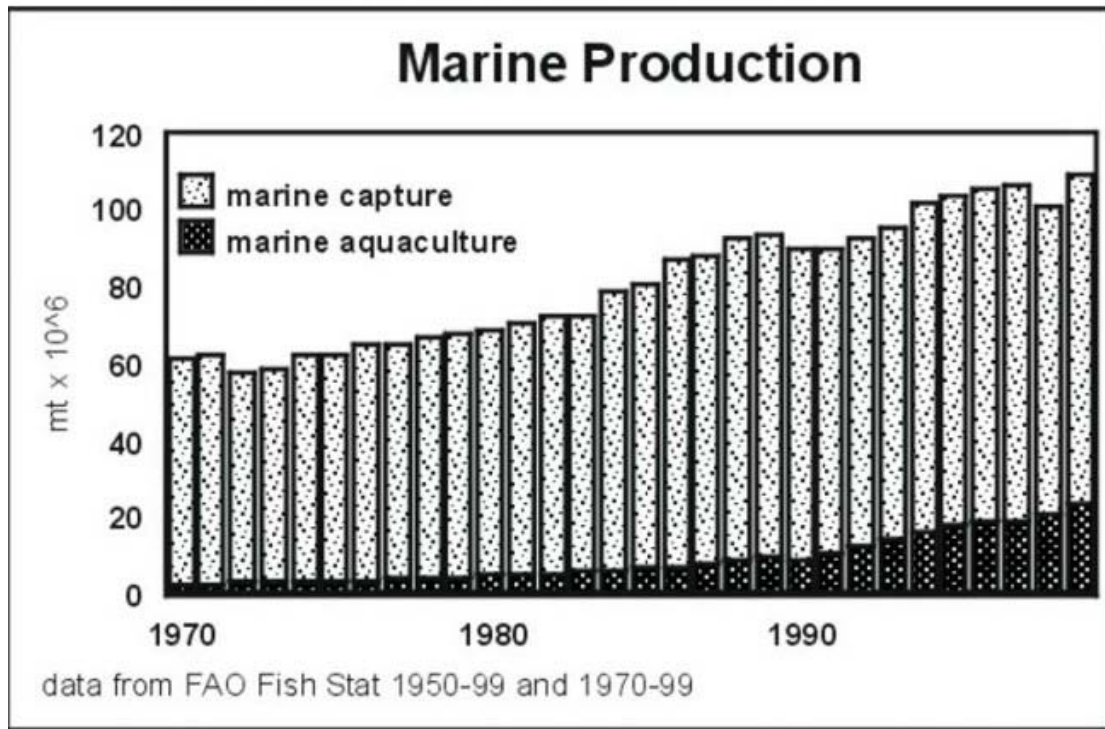 Marine Production
120
100
80
60
40
20
0
mt x 10^6
marine capture
marine aquaculture
1970 1980 1990
data from FAO Fish Stat 1950-99 and 1970-99